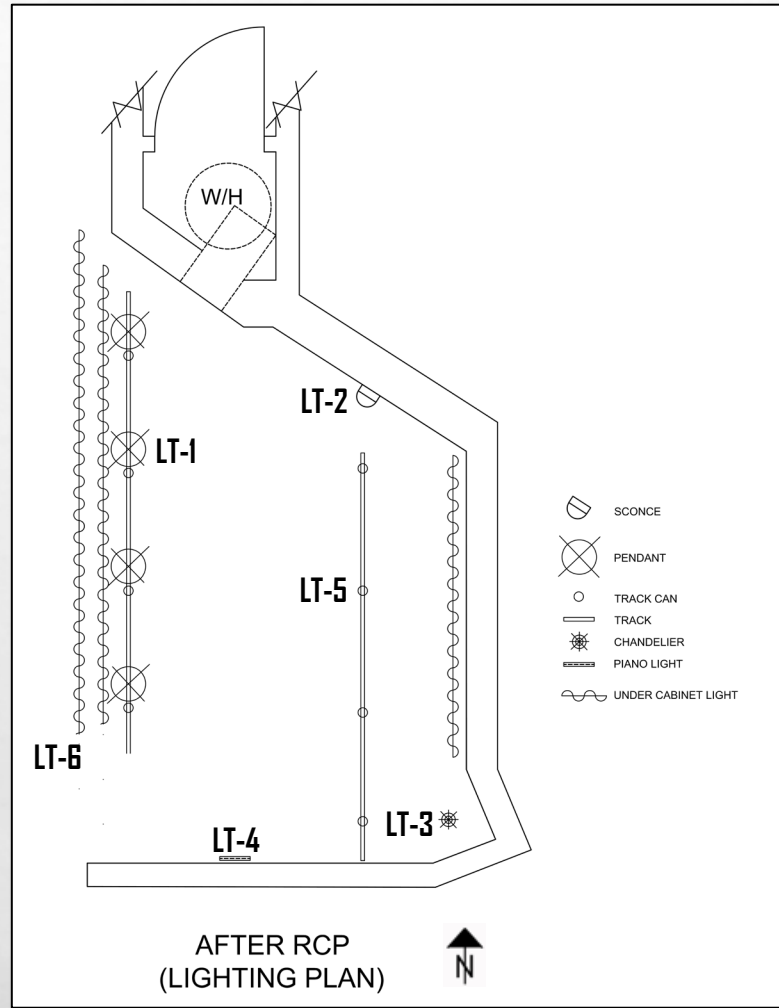 W/H
LT-2
LT-1
LT-5
LT-6
LT-3
LT-4
SCONCE
PENDANT
TRACK CAN
TRACK
CHANDELIER
PIANO LIGHT
UNDER CABINET LIGHT
AFTER RCP
(LIGHTING PLAN)
N